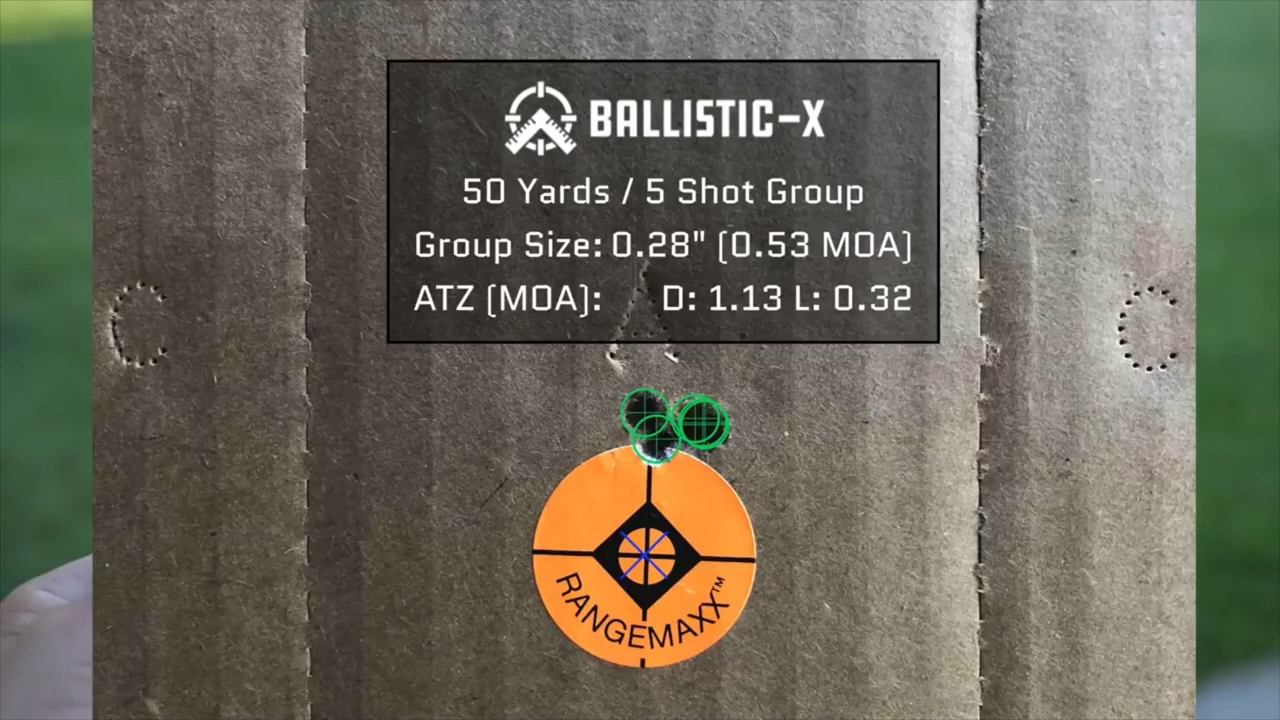 BALLISTIC-X
50 Yards / 5 Shot Group
Group Size: 0.28" (0.53 MOA)
ATZ (MOA): D: 1.13 L: 0.32
C A C
RANGEMAXX™